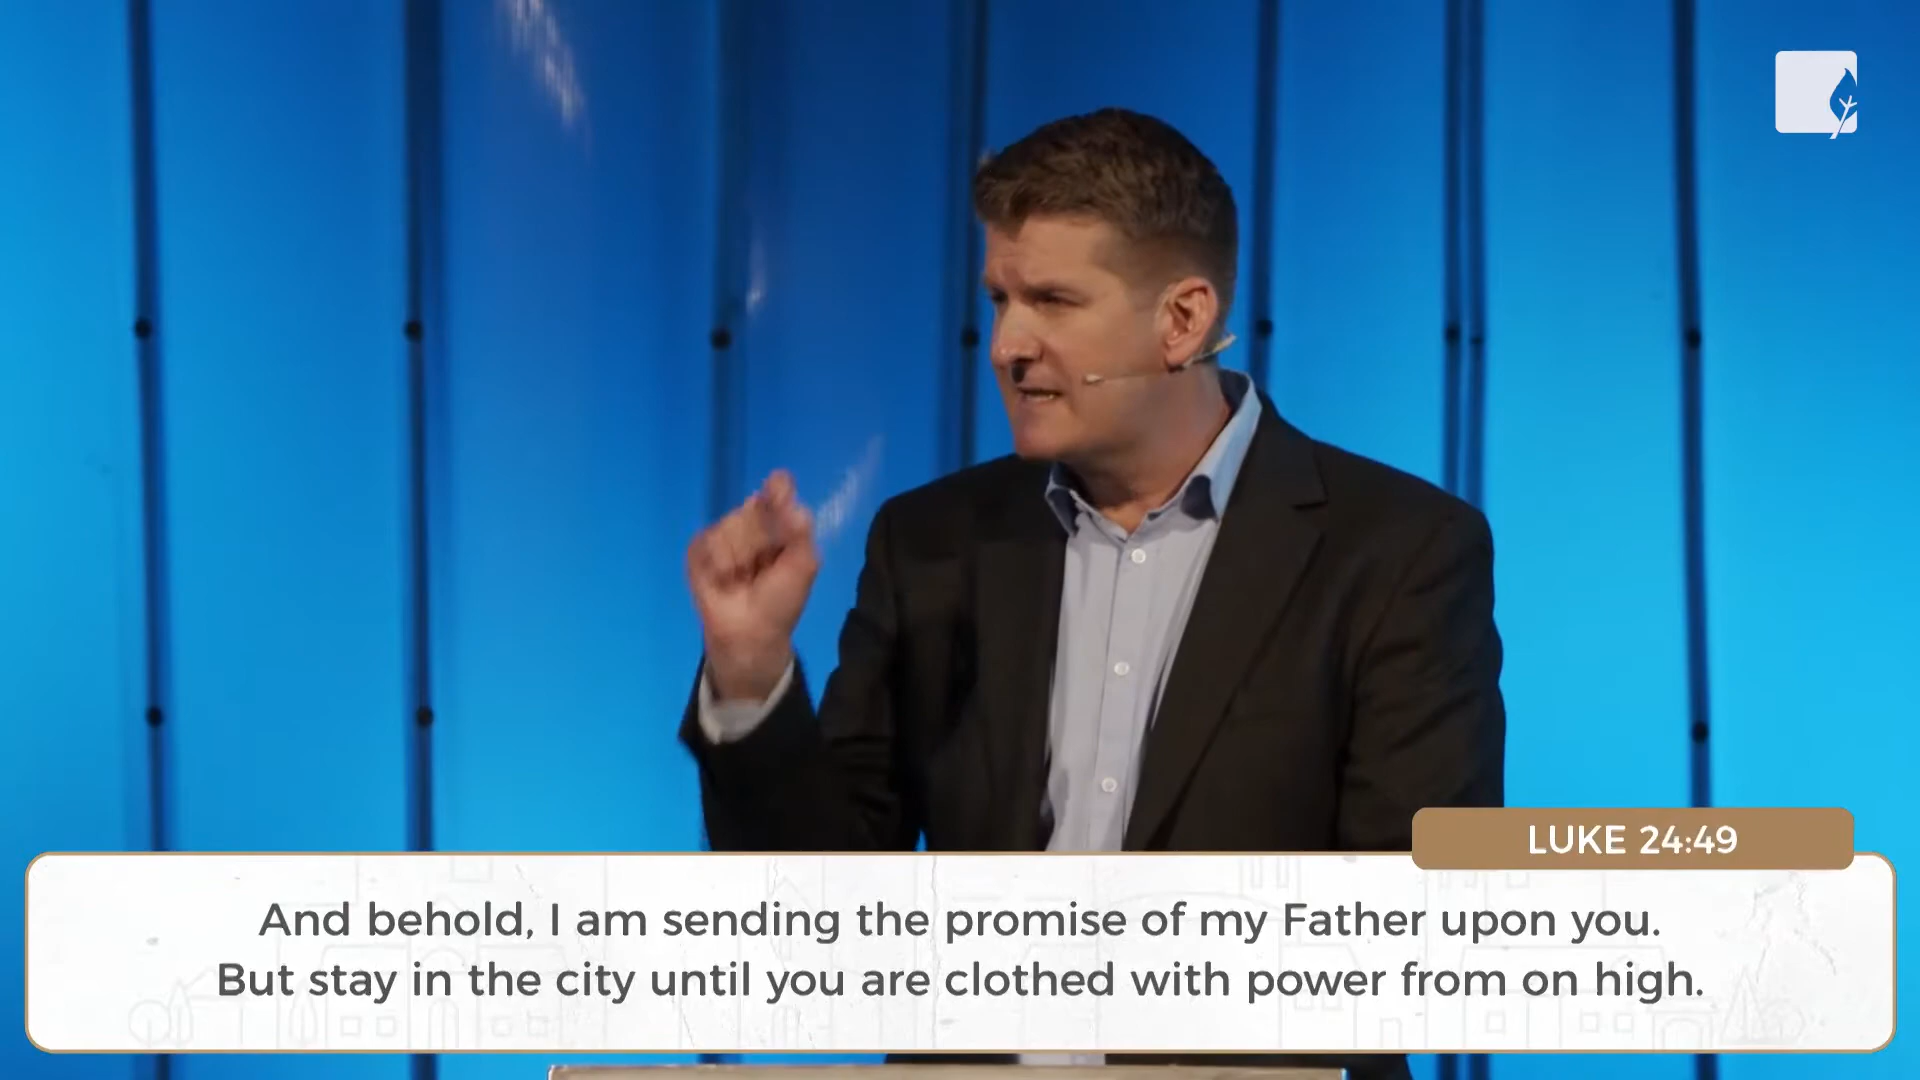 LUKE 24:49
And behold, I am sending the promise of my Father upon you.
But stay in the city until you are clothed with power from on high.